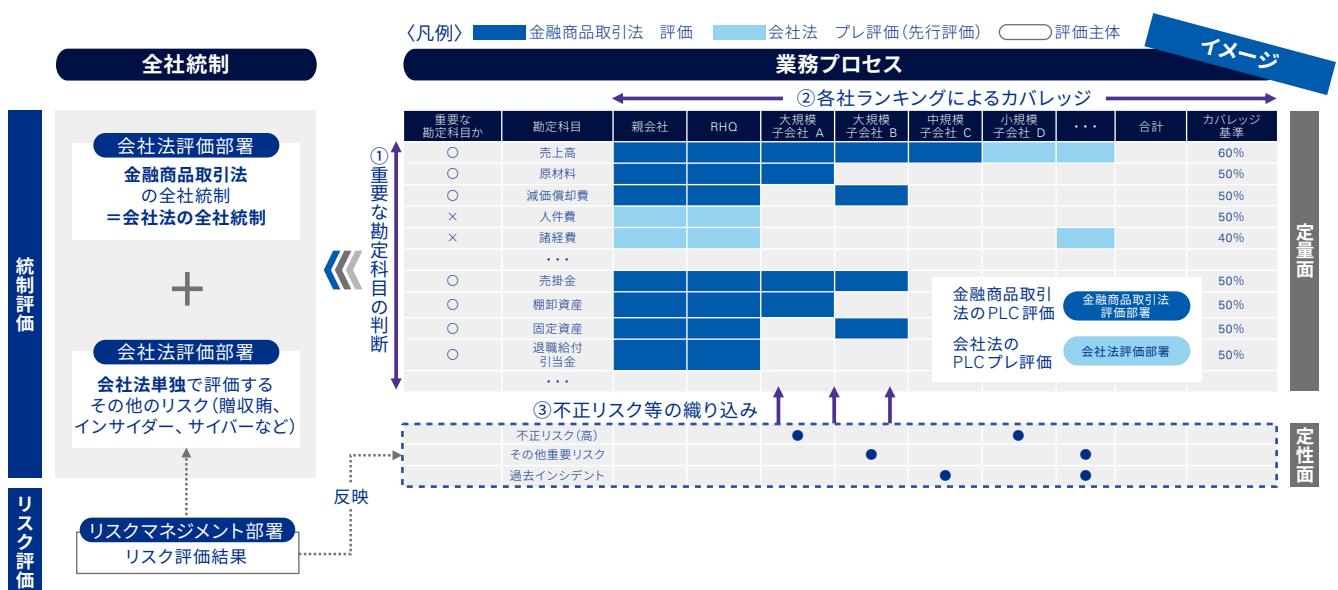 〈凡例〉 金融商品取引法 評価 会社法 プレ評価(先行評価) 評価主体
イメージ
全社統制
業務プロセス
②各社ランキングによるカバレッジ
統制評価
会社法評価部署
金融商品取引法
の全社統制
＝会社法の全社統制
＋
会社法評価部署
会社法単独で評価する
その他のリスク(贈収賄、
インサイダー、サイバーなど)
①重要な勘定科目の判断
重要な
勘定科目か
勘定科目
親会社
RHQ
大規模
子会社 A
大規模
子会社 B
中規模
子会社 C
小規模
子会社 D
・・・
合計
カバレッジ
基準
○ 売上高 60%
○ 原材料 50%
○ 減価償却費 50%
× 人件費 50%
× 諸経費 40%
・・・
○ 売掛金 50%
○ 棚卸資産 50%
○ 固定資産 50%
○ 退職給付
引当金 50%
・・・
金融商品取引
法のPLC評価
金融商品取引法
評価部署
会社法の
PLCプレ評価
会社法評価部署
定量面
③不正リスク等の織り込み
不正リスク(高) ● ●
その他重要リスク ● ●
過去インシデント ● ●
定性面
反映
リスク評価
リスクマネジメント部署
リスク評価結果